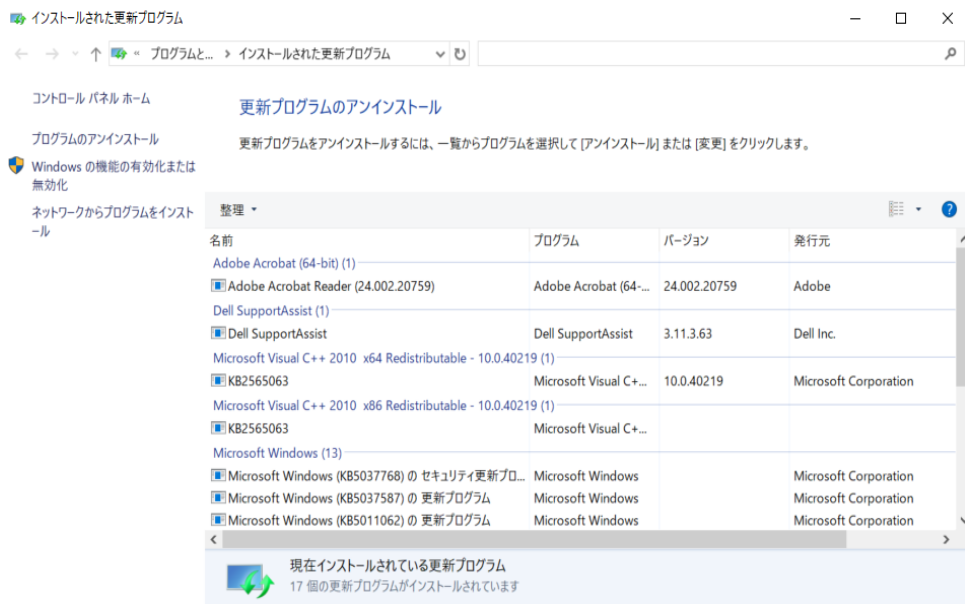 インストールされた更新プログラム
« プログラムと... > インストールされた更新プログラム
コントロール パネル ホーム
プログラムのアンインストール
Windows の機能の有効化または
無効化
ネットワークからプログラムをインスト
ール
更新プログラムのアンインストール
更新プログラムをアンインストールするには、一覧からプログラムを選択して [アンインストール] または [変更] をクリックします。
整理
名前 プログラム バージョン 発行元
Adobe Acrobat (64-bit) (1)
Adobe Acrobat Reader (24.002.20759) Adobe Acrobat (64-... 24.002.20759 Adobe
Dell SupportAssist (1)
Dell SupportAssist Dell SupportAssist 3.11.3.63 Dell Inc.
Microsoft Visual C++ 2010 x64 Redistributable - 10.0.40219 (1)
KB2565063 Microsoft Visual C+... 10.0.40219 Microsoft Corporation
Microsoft Visual C++ 2010 x86 Redistributable - 10.0.40219 (1)
KB2565063 Microsoft Visual C+...
Microsoft Windows (13)
Microsoft Windows (KB5037768) の セキュリティ更新プロ... Microsoft Windows Microsoft Corporation
Microsoft Windows (KB5037587) の 更新プログラム Microsoft Windows Microsoft Corporation
Microsoft Windows (KB5011062) の 更新プログラム Microsoft Windows Microsoft Corporation
現在インストールされている更新プログラム
17 個の更新プログラムがインストールされています